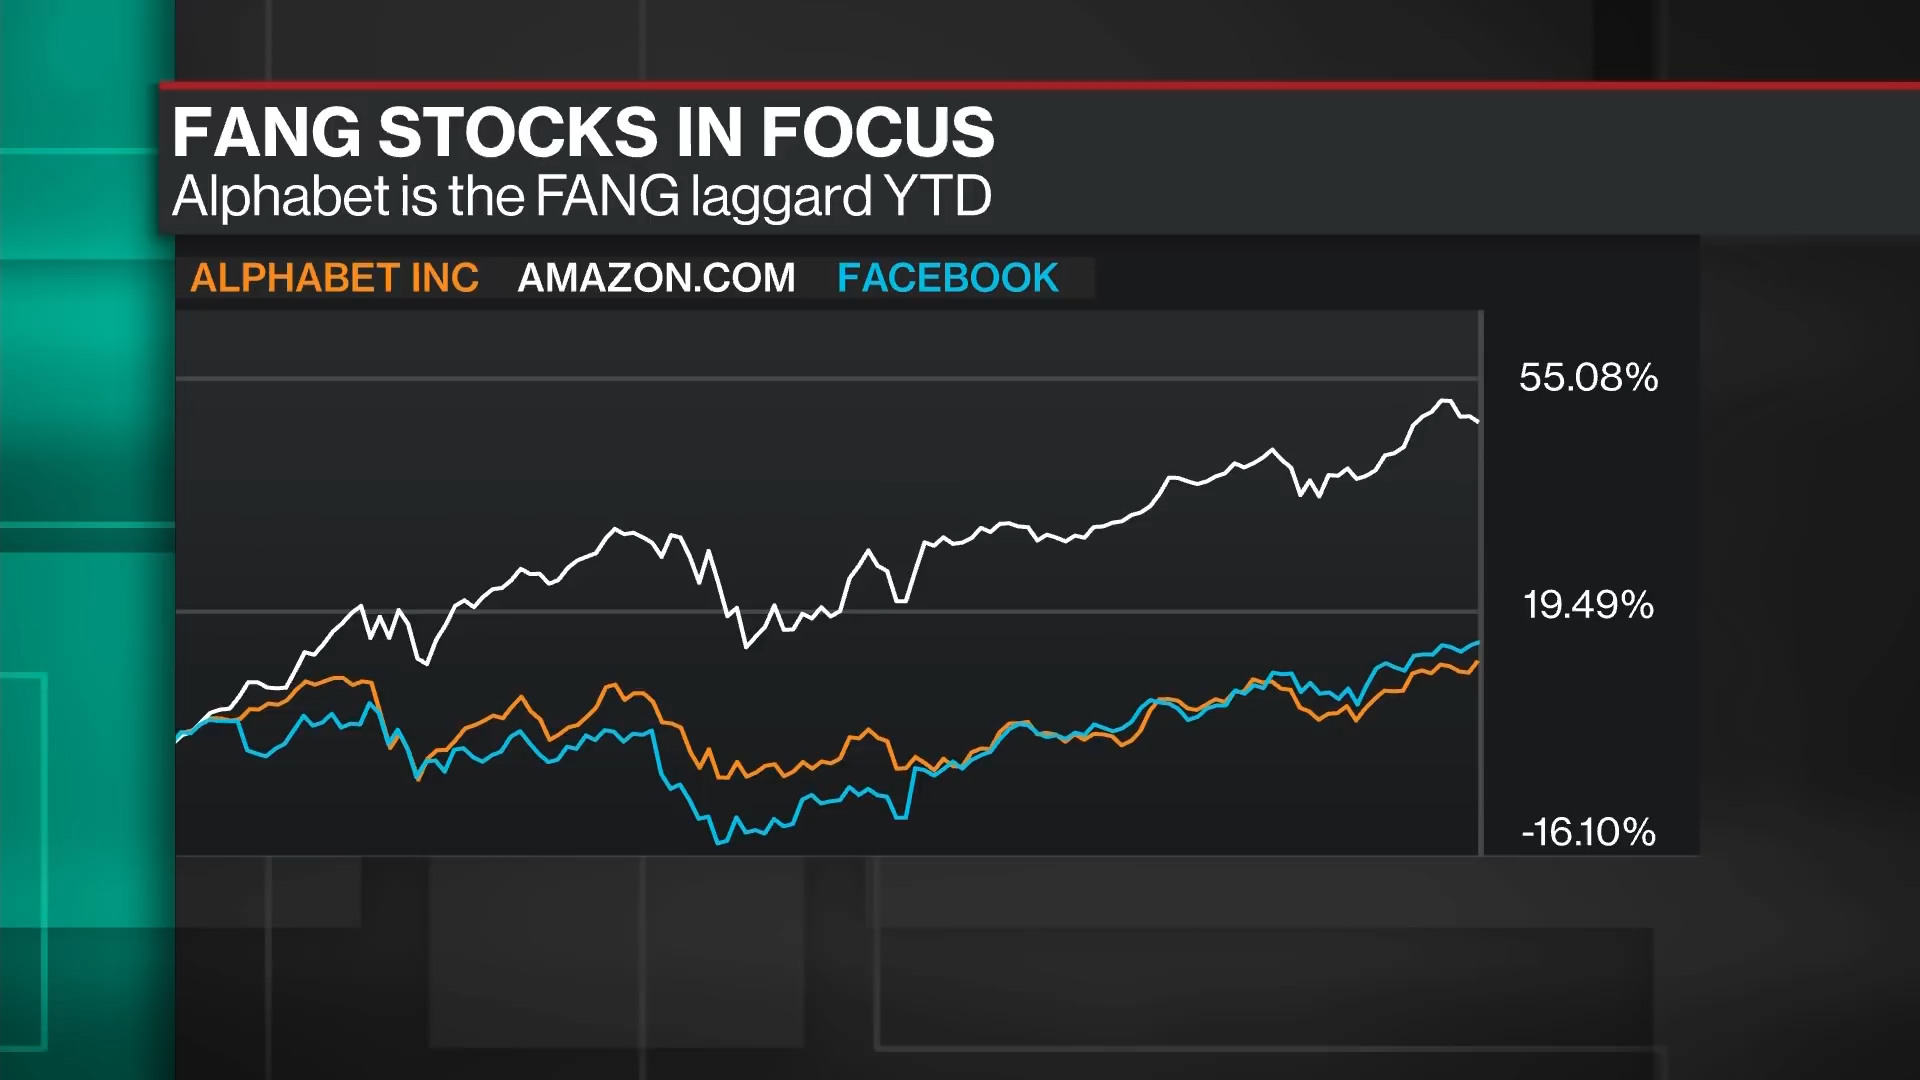 FANG STOCKS IN FOCUS
Alphabet is the FANG laggard YTD
ALPHABET INC AMAZON.COM FACEBOOK
55.08%
19.49%
-16.10%